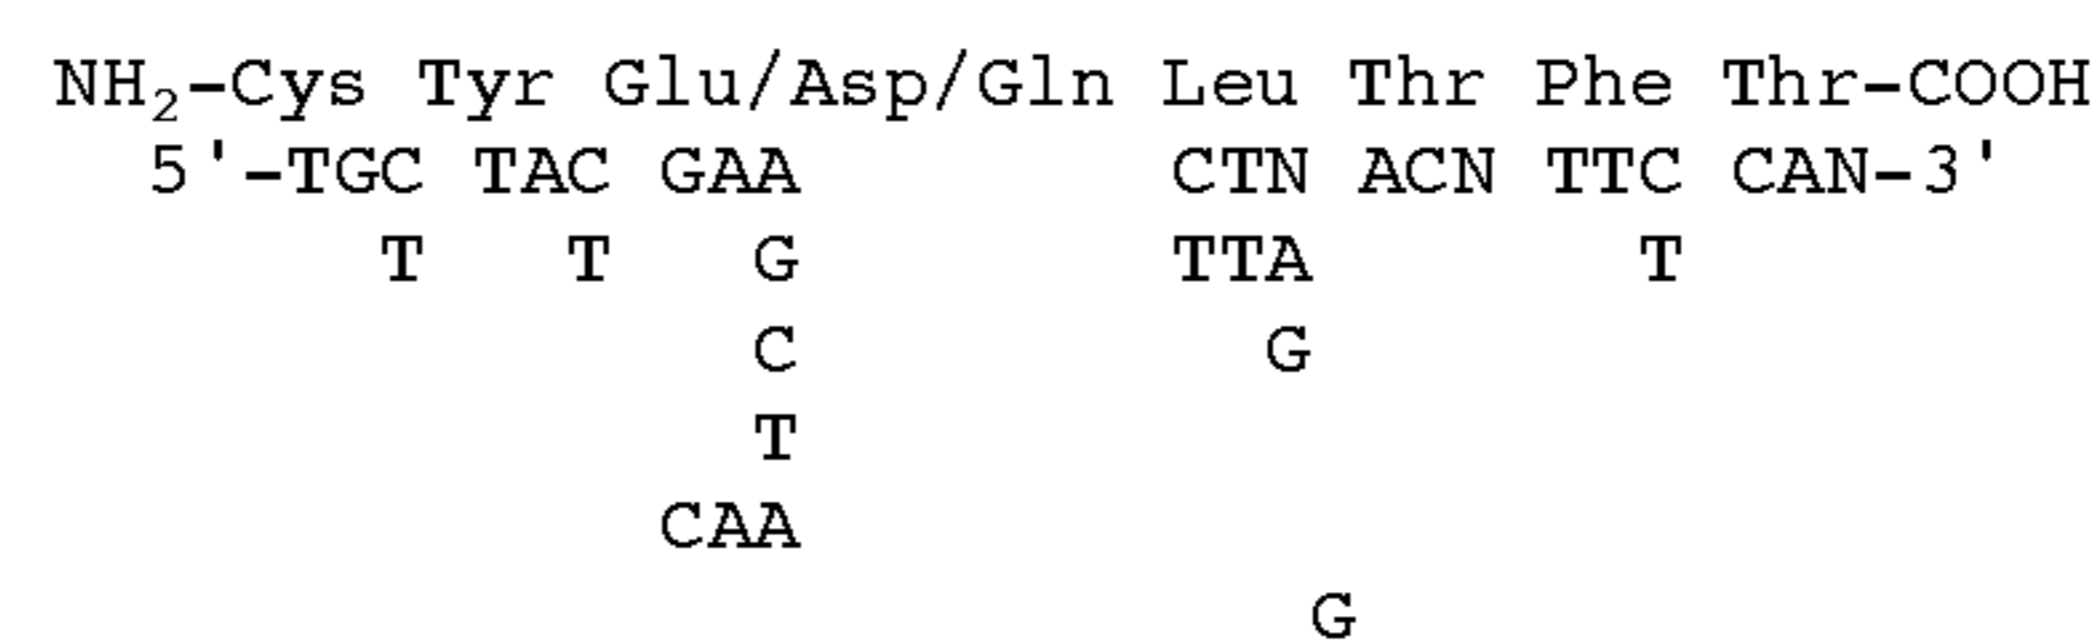 NH₂-Cys Tyr Glu/Asp/Gln Leu Thr Phe Thr-COOH
5'-TGC TAC GAA CTN ACN TTC CAN-3'
T T G TTA T
C G
T
CAA
G